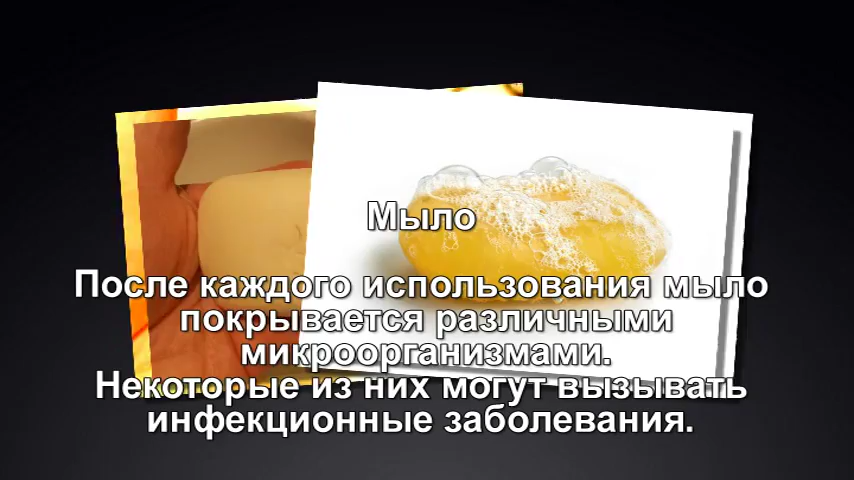 Мыло
После каждого использования мыло
покрывается различными
микроорганизмами.
Некоторые из них могут вызывать
инфекционные заболевания.